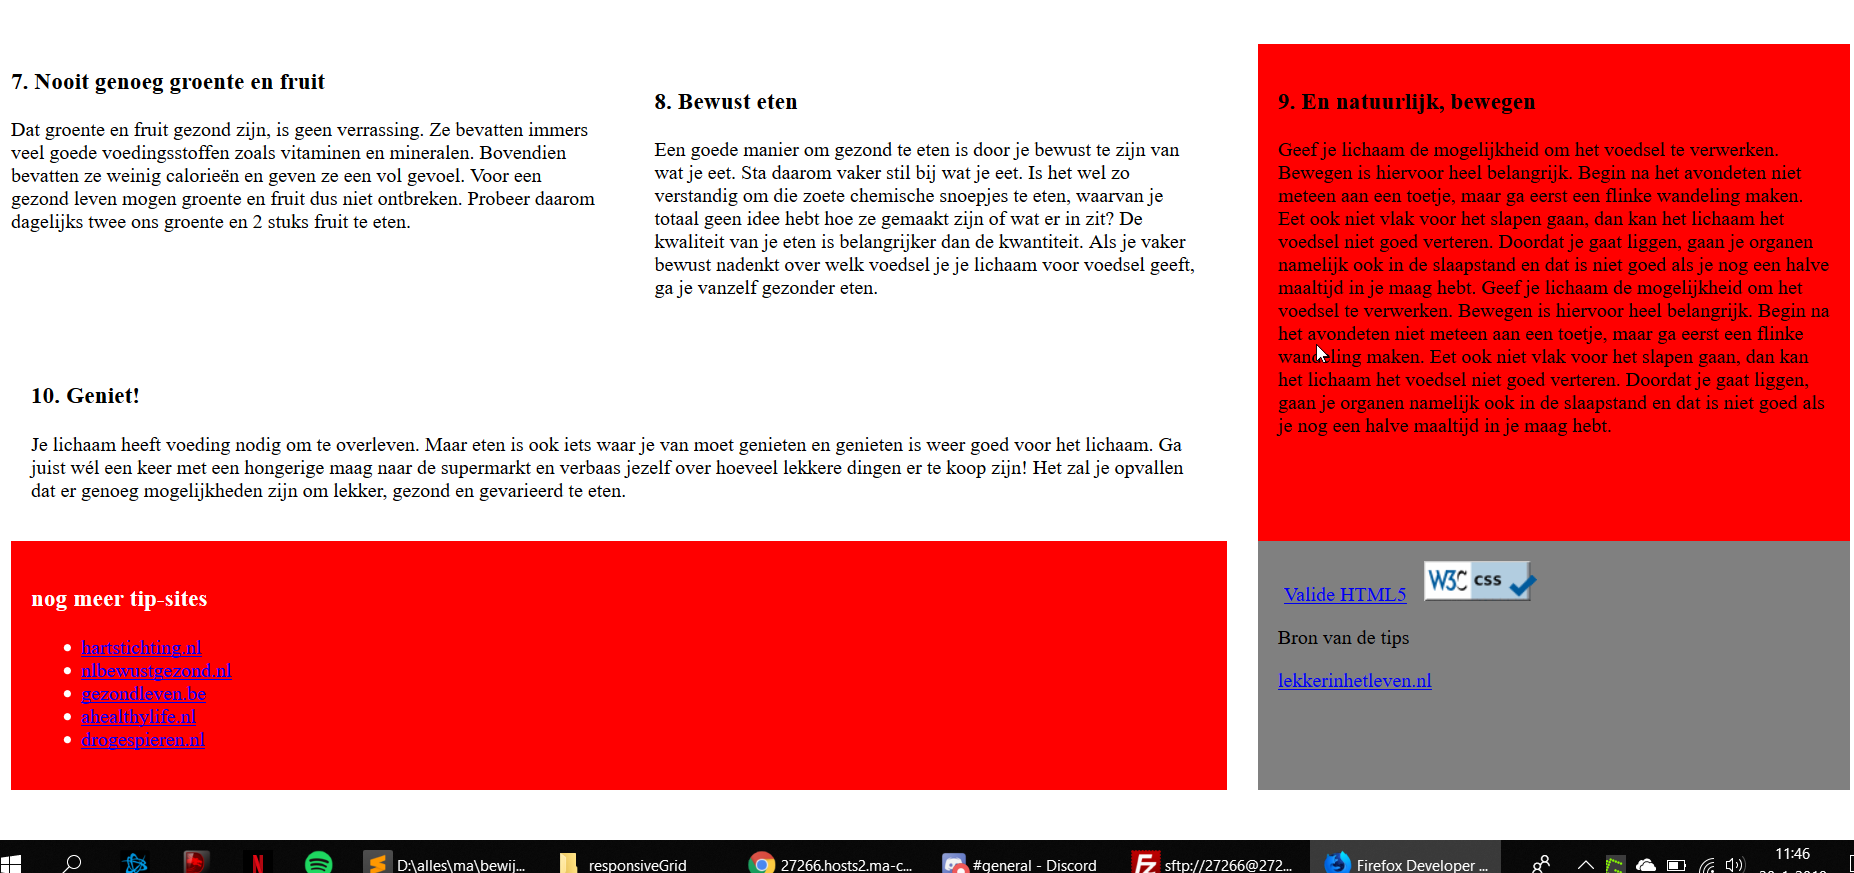 7. Nooit genoeg groente en fruit
Dat groente en fruit gezond zijn, is geen verrassing. Ze bevatten immers
veel goede voedingsstoffen zoals vitaminen en mineralen. Bovendien
bevatten ze weinig calorieën en geven ze een vol gevoel. Voor een
gezond leven mogen groente en fruit dus niet ontbreken. Probeer daarom
dagelijks twee ons groente en 2 stuks fruit te eten.
8. Bewust eten
Een goede manier om gezond te eten is door je bewust te zijn van
wat je eet. Sta daarom vaker stil bij wat je eet. Is het wel zo
verstandig om die zoete chemische snoepjes te eten, waarvan je
totaal geen idee hebt hoe ze gemaakt zijn of wat er in zit? De
kwaliteit van je eten is belangrijker dan de kwantiteit. Als je vaker
bewust nadenkt over welk voedsel je je lichaam voor voedsel geeft,
ga je vanzelf gezonder eten.
9. En natuurlijk, bewegen
Geef je lichaam de mogelijkheid om het voedsel te verwerken.
Bewegen is hiervoor heel belangrijk. Begin na het avondeten niet
meteen aan een toetje, maar ga eerst een flinke wandeling maken.
Eet ook niet vlak voor het slapen gaan, dan kan het lichaam het
voedsel niet goed verteren. Doordat je gaat liggen, gaan je organen
namelijk ook in de slaapstand en dat is niet goed als je nog een halve
maaltijd in je maag hebt. Geef je lichaam de mogelijkheid om het
voedsel te verwerken. Bewegen is hiervoor heel belangrijk. Begin na
het avondeten niet meteen aan een toetje, maar ga eerst een flinke
wandeling maken. Eet ook niet vlak voor het slapen gaan, dan kan
het lichaam het voedsel niet goed verteren. Doordat je gaat liggen,
gaan je organen namelijk ook in de slaapstand en dat is niet goed als
je nog een halve maaltijd in je maag hebt.
10. Geniet!
Je lichaam heeft voeding nodig om te overleven. Maar eten is ook iets waar je van moet genieten en genieten is weer goed voor het lichaam. Ga
juist wél een keer met een hongerige maag naar de supermarkt en verbaas jezelf over hoeveel lekkere dingen er te koop zijn! Het zal je opvallen
dat er genoeg mogelijkheden zijn om lekker, gezond en gevarieerd te eten.
nog meer tip-sites
hartstichting.nl
nlbewustgezond.nl
gezondleven.be
ahealthylife.nl
drogespieren.nl
Valide HTML5
W3C css
Bron van de tips
lekkerinhetleven.nl
D:\alles\ma\bewij...
responsiveGrid
27266.hosts2.ma-c...
#general - Discord
sftp://27266@272...
Firefox Developer ...
11:46